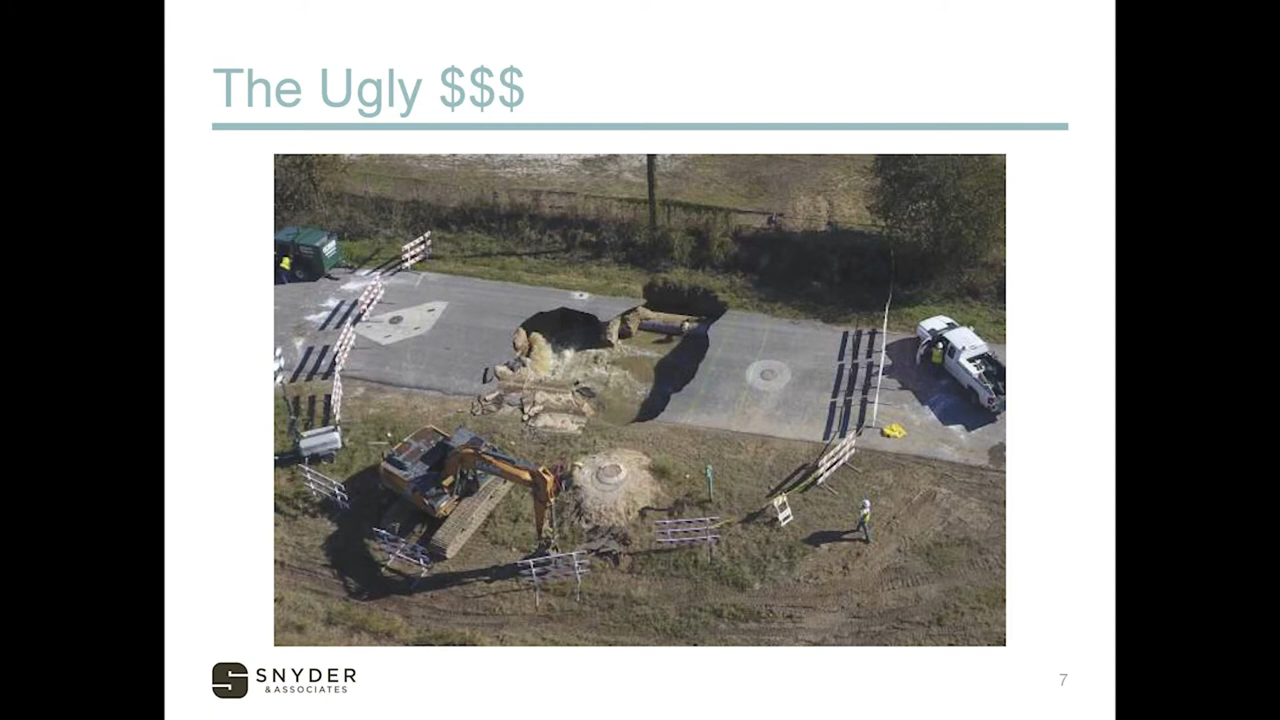 The Ugly $$$
SNYDER
& ASSOCIATES
7